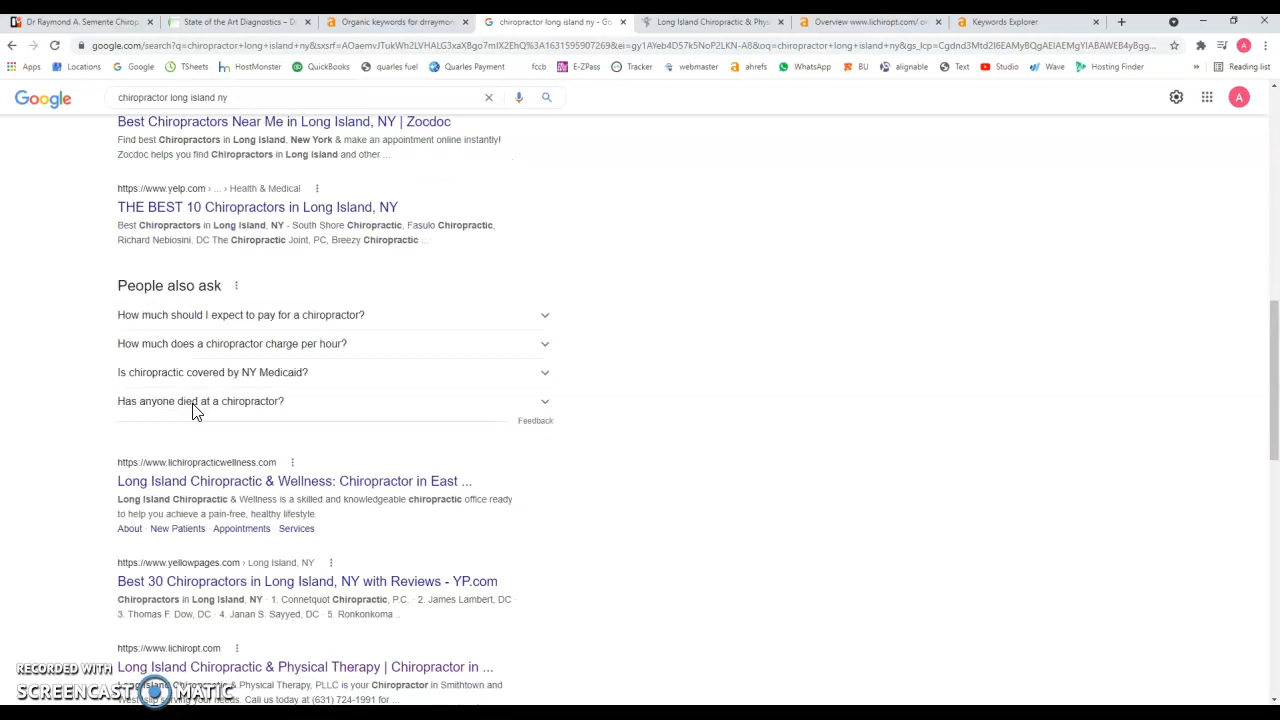 Dr Raymond A. Semente Chirop
State of the Art Diagnostics – D
Organic keywords for drraymon
chiropractor long island ny - Go
Long Island Chiropractic & Phys
Overview www.lichiropt.com/ o
Keywords Explorer
google.com/search?q=chiropractor+long+island+ny&
Apps Locations Google TSheets HostMonster QuickBooks quarles fuel Quarles Payment fccb E-ZPass Tracker webmaster ahrefs WhatsApp BU alignable Text Studio Wave Hosting Finder » Reading list
Google chiropractor long island ny A
Best Chiropractors Near Me in Long Island, NY | Zocdoc
Find best Chiropractors in Long island, New York & make an appointment online instantly!
Zocdoc helps you find Chiropractors in Long island and other ...
https://www.yelp.com › ... › Health & Medical
THE BEST 10 Chiropractors in Long Island, NY
Best Chiropractors in Long Island, NY - South Shore Chiropractic, Fasulo Chiropractic,
Richard Nebiosini, DC The Chiropractic Joint, PC, Breezy Chiropractic ...
People also ask
How much should I expect to pay for a chiropractor?
How much does a chiropractor charge per hour?
Is chiropractic covered by NY Medicaid?
Has anyone died at a chiropractor?
Feedback
https://www.lichiropracticwellness.com
Long Island Chiropractic & Wellness: Chiropractor in East ...
Long Island Chiropractic & Wellness is a skilled and knowledgeable chiropractic office ready
to help you achieve a pain-free, healthy lifestyle.
About · New Patients · Appointments · Services
https://www.yellowpages.com › Long Island, NY
Best 30 Chiropractors in Long Island, NY with Reviews - YP.com
Chiropractors in Long Island, NY · 1. Connetquot Chiropractic, P.C. · 2. James Lambert, DC ·
3. Thomas F. Dow, DC · 4. Janan S. Sayyed, DC · 5. Ronkonkoma ...
https://www.lichiropt.com
Long Island Chiropractic & Physical Therapy | Chiropractor in ...
& Physical Therapy, PLLC is your Chiropractor in Smithtown and
serving your needs. Call us today at (631) 724-1991 for ...
RECORDED WITH
SCREENCAST MATIC